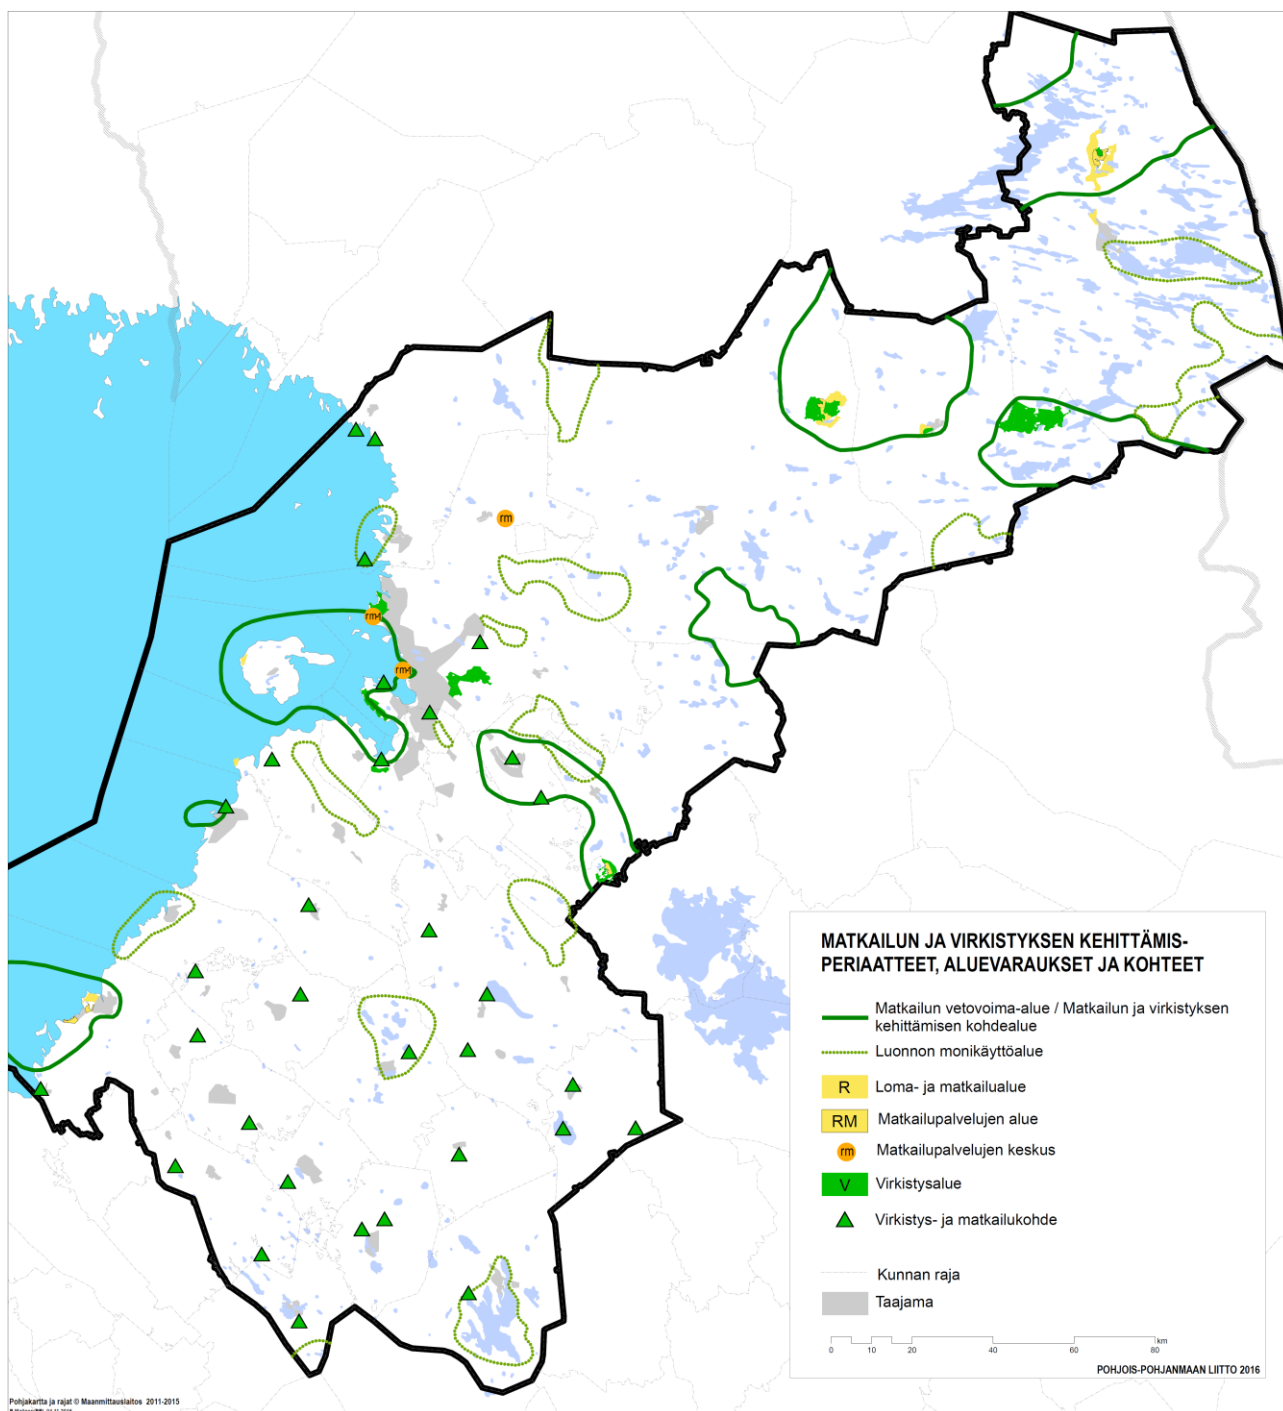 rm
rm-1
rm-1
MATKAILUN JA VIRKISTYKSEN KEHITTÄMIS-
PERIAATTEET, ALUEVARAUKSET JA KOHTEET
Matkailun vetovoima-alue / Matkailun ja virkistyksen
kehittämisen kohdealue
Luonnon monikäyttöalue
R Loma- ja matkailualue
RM Matkailupalvelujen alue
rm Matkailupalvelujen keskus
V Virkistysalue
Virkistys- ja matkailukohde
Kunnan raja
Taajama
km
0 10 20 40 60 80
POHJOIS-POHJANMAAN LIITTO 2016
Pohjakartta ja rajat © Maanmittauslaitos 2011-2015